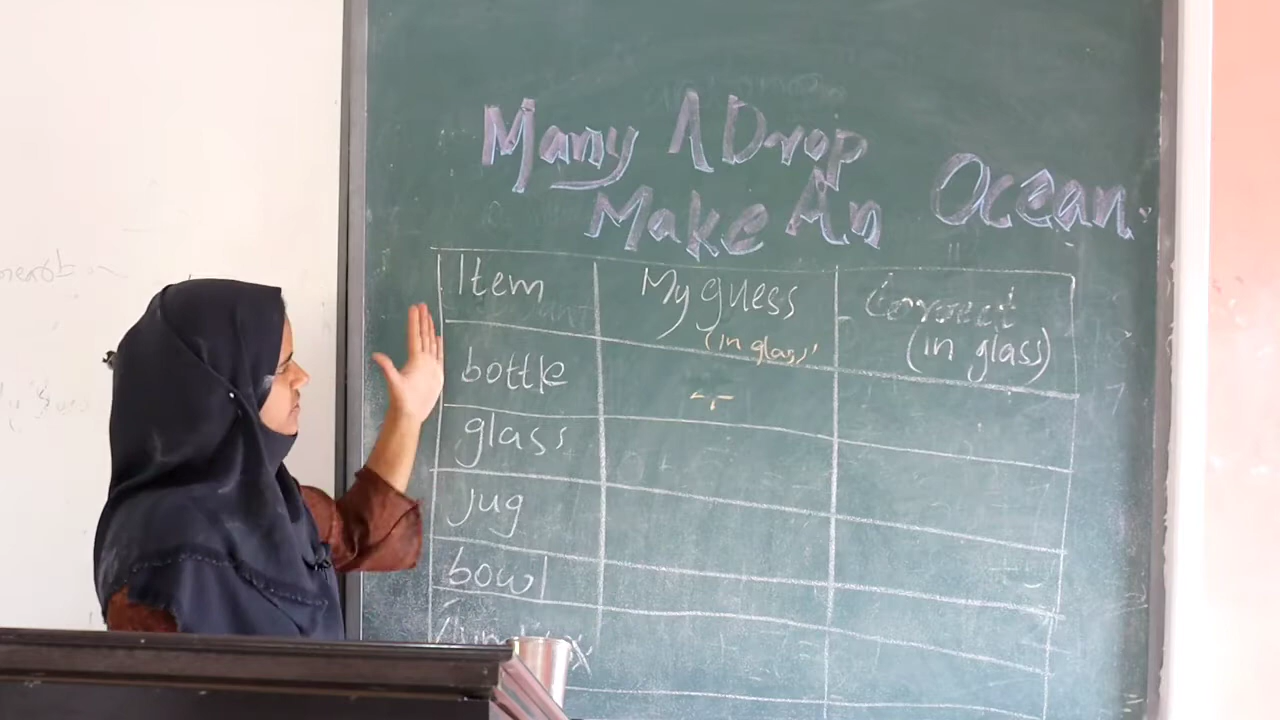 Many A Drop
Make An Ocean
Item My guess (in glass) Correct (in glass)
bottle
glass
Jug
bowl